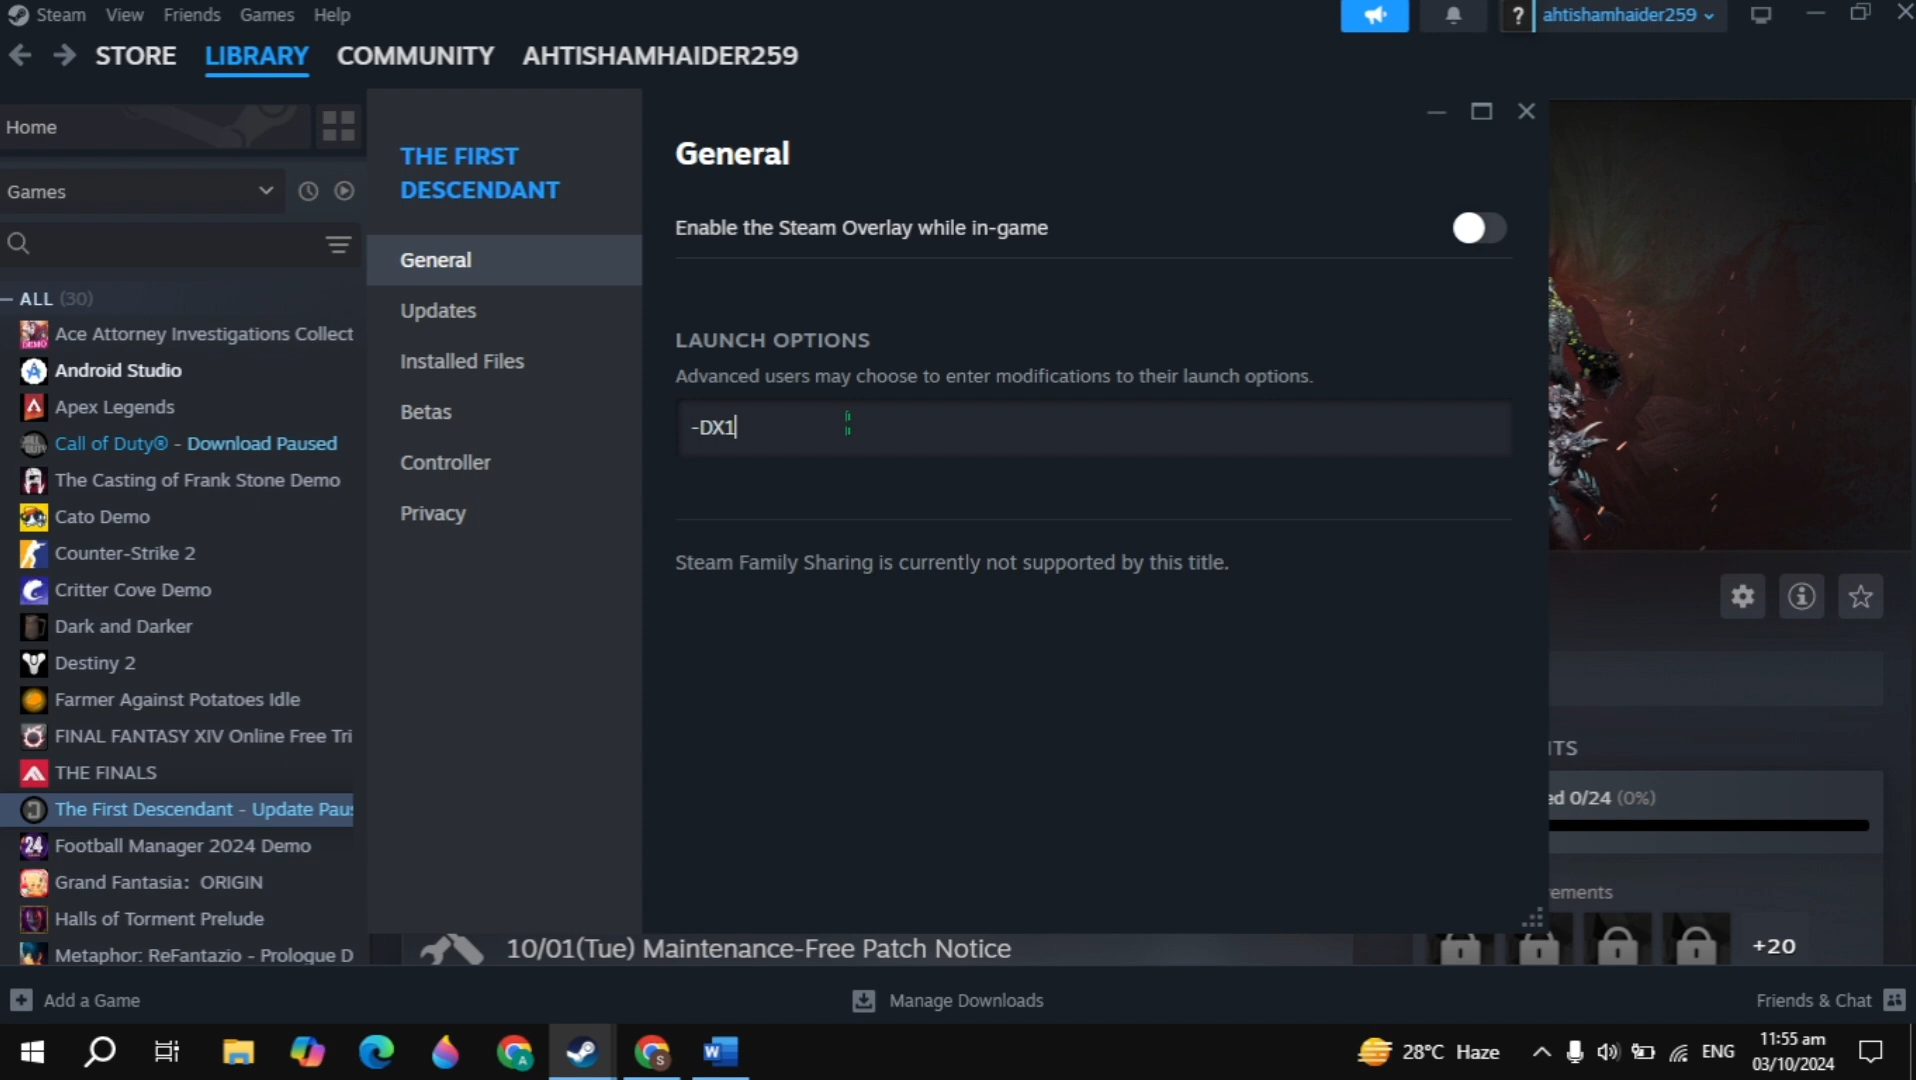 Steam View Friends Games Help
? ahtishamhaider259
STORE LIBRARY COMMUNITY AHTISHAMHAIDER259
Home
Games
ALL (30)
Ace Attorney Investigations Collect
Android Studio
Apex Legends
Call of Duty® - Download Paused
The Casting of Frank Stone Demo
Cato Demo
Counter-Strike 2
Critter Cove Demo
Dark and Darker
Destiny 2
Farmer Against Potatoes Idle
FINAL FANTASY XIV Online Free Tri
THE FINALS
The First Descendant - Update Paus
Football Manager 2024 Demo
Grand Fantasia: ORIGIN
Halls of Torment Prelude
Metaphor: ReFantazio - Prologue D
THE FIRST
DESCENDANT
General
Updates
Installed Files
Betas
Controller
Privacy
General
Enable the Steam Overlay while in-game
LAUNCH OPTIONS
Advanced users may choose to enter modifications to their launch options.
-DX1
Steam Family Sharing is currently not supported by this title.
ITS
ed 0/24 (0%)
ements
+20
10/01(Tue) Maintenance-Free Patch Notice
Add a Game
Manage Downloads
Friends & Chat
28°C Haze
ENG
11:55 am
03/10/2024